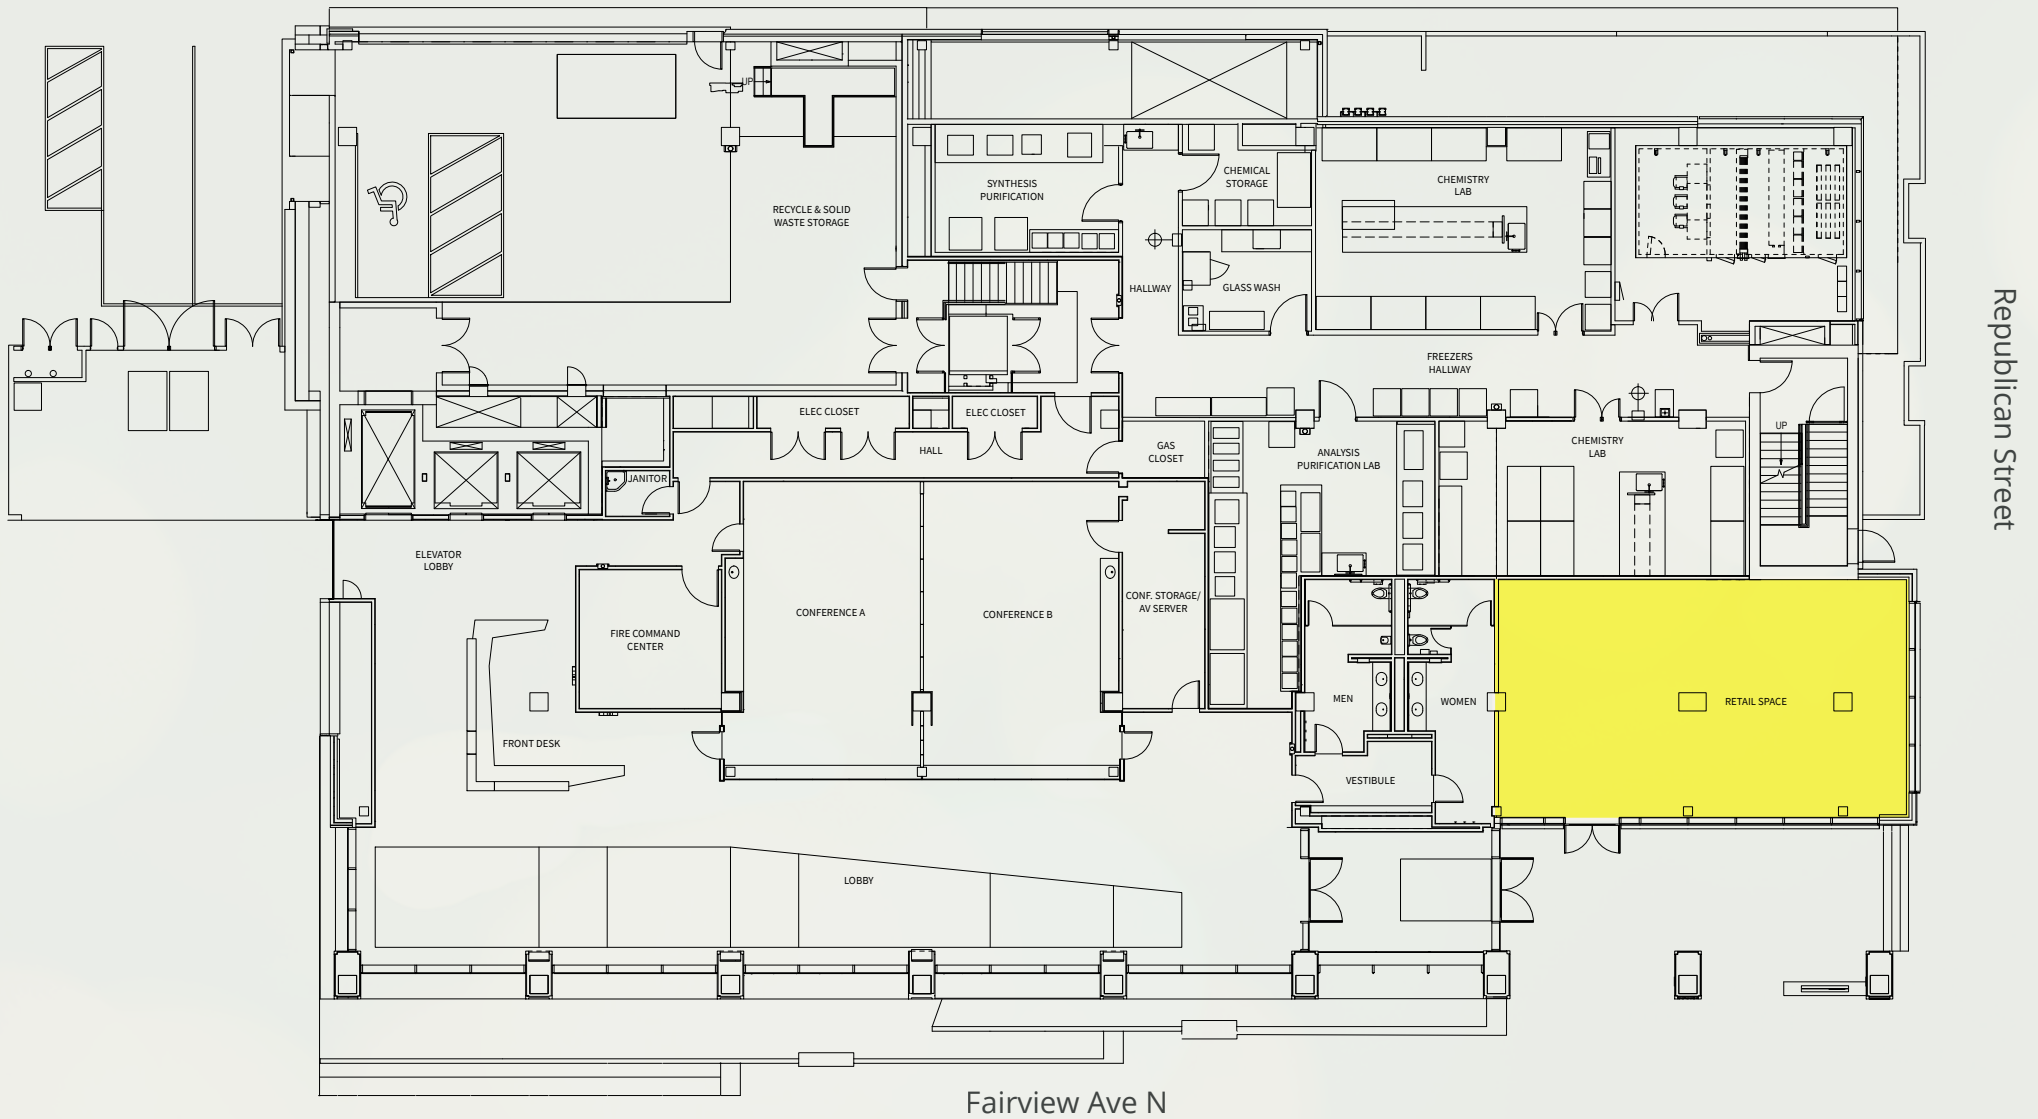 UP
RECYCLE & SOLID
WASTE STORAGE
SYNTHESIS
PURIFICATION
CHEMICAL
STORAGE
CHEMISTRY
LAB
HALLWAY
GLASS WASH
FREEZERS
HALLWAY
Republican Street
ELEC CLOSET
ELEC CLOSET
HALL
GAS
CLOSET
ANALYSIS
PURIFICATION LAB
CHEMISTRY
LAB
UP
JANITOR
ELEVATOR
LOBBY
FIRE COMMAND
CENTER
CONFERENCE A
CONFERENCE B
CONF. STORAGE/
AV SERVER
MEN
WOMEN
RETAIL SPACE
FRONT DESK
VESTIBULE
LOBBY
Fairview Ave N